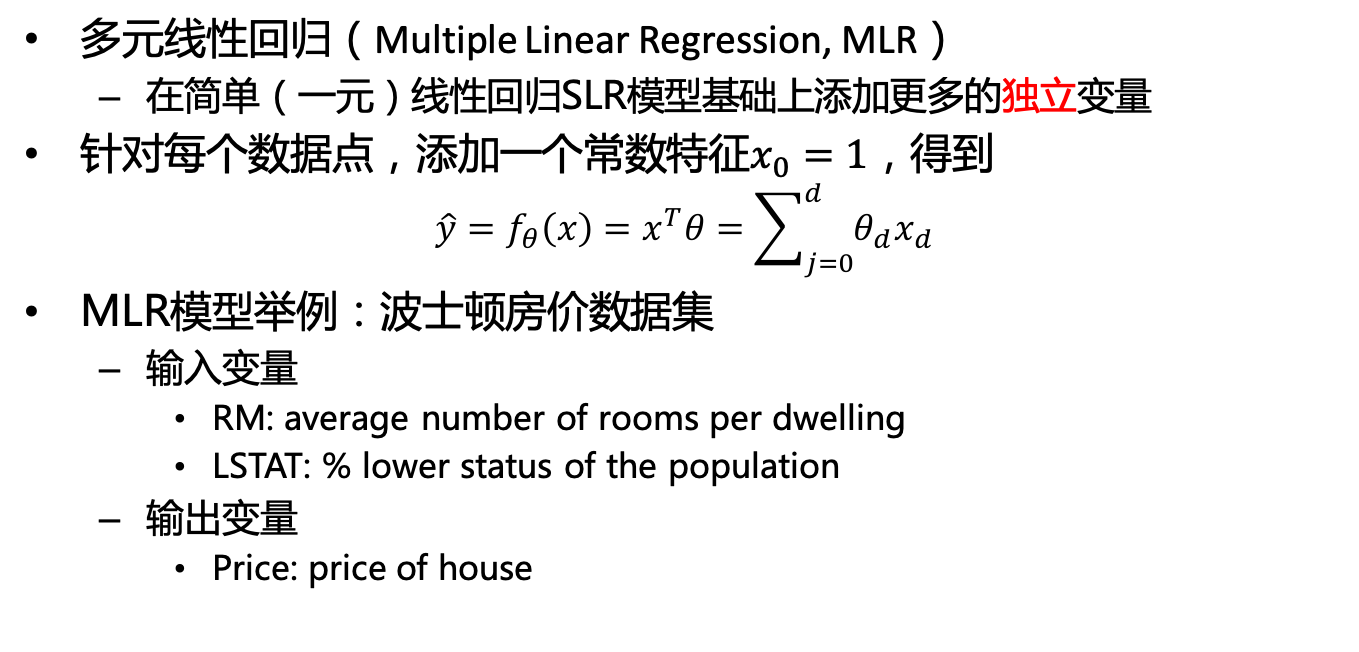 • 多元线性回归（Multiple Linear Regression, MLR）
– 在简单（一元）线性回归SLR模型基础上添加更多的独立变量
• 针对每个数据点，添加一个常数特征x₀ = 1，得到
ŷ = f_θ(x) = x^T θ = ∑_{j=0}^{d} θ_d x_d
• MLR模型举例：波士顿房价数据集
– 输入变量
• RM: average number of rooms per dwelling
• LSTAT: % lower status of the population
– 输出变量
• Price: price of house